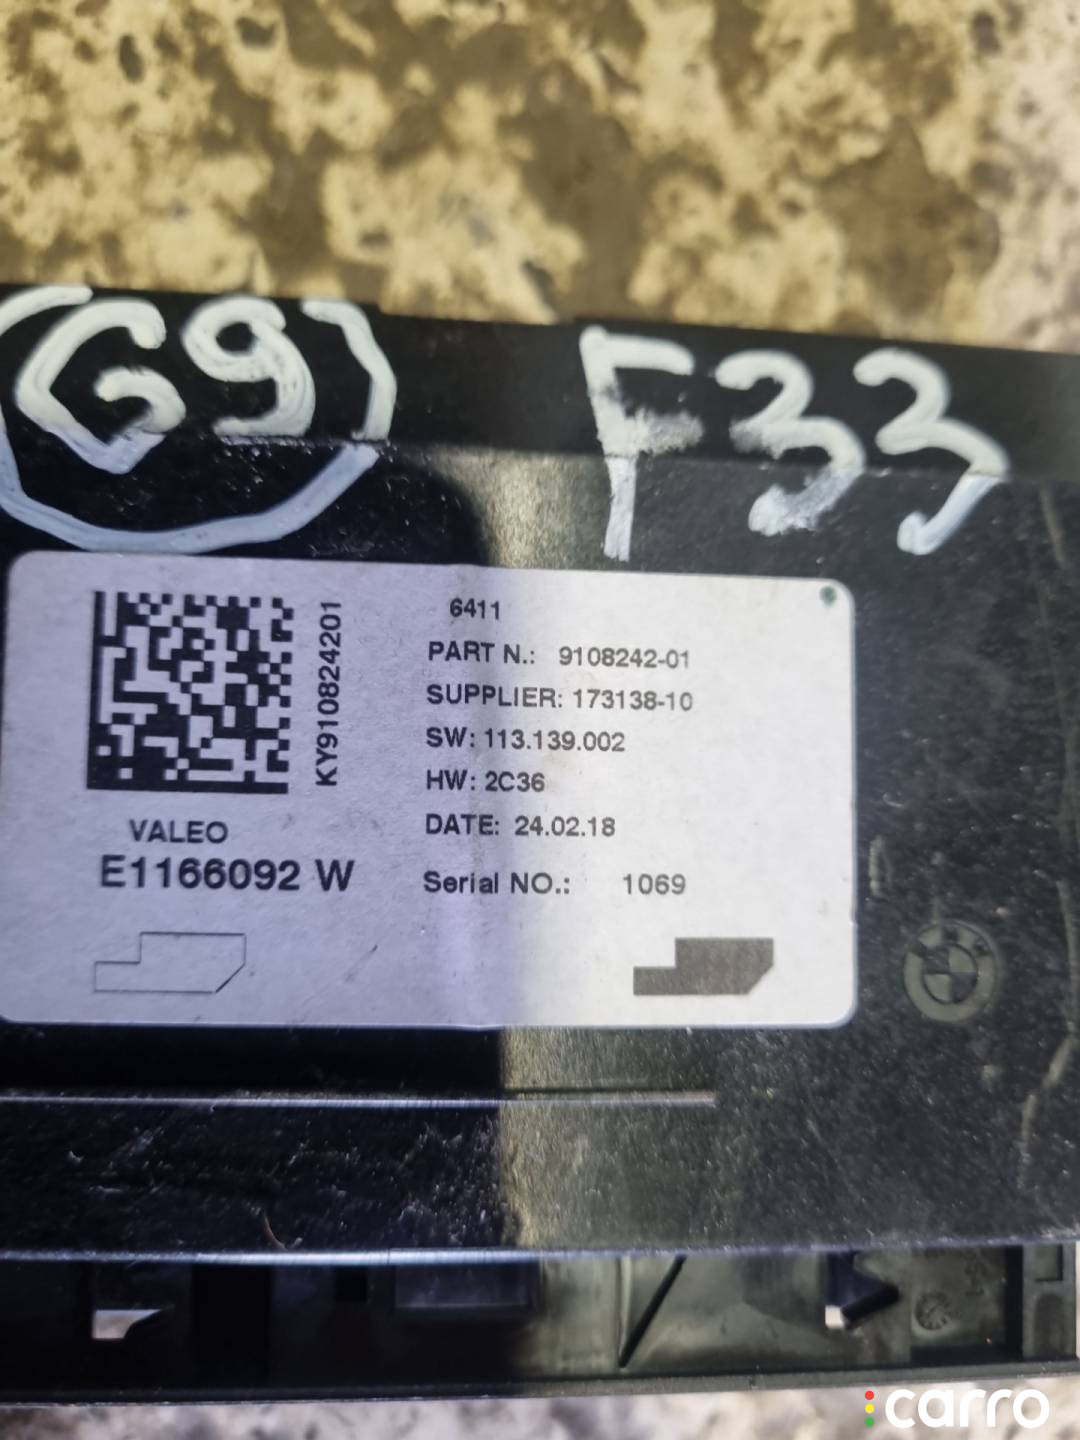 G9
F33
6411
PART N.: 9108242-01
SUPPLIER: 173138-10
SW: 113.139.002
HW: 2C36
DATE: 24.02.18
Serial NO.: 1069
KY910824201
VALEO
E1166092 W
carro